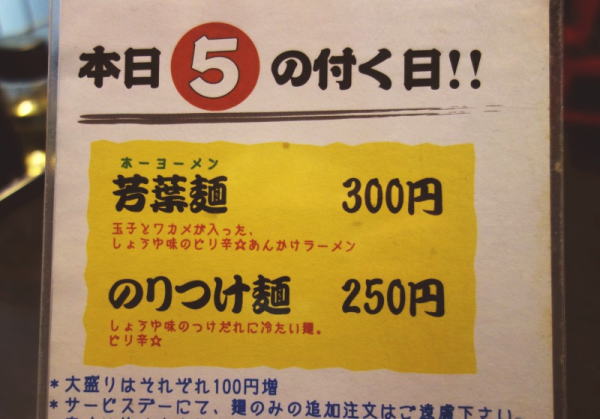 本日5の付く日!!
ホーヨーメン
芳葉麺 300円
玉子とワカメが入った、
しょうゆ味のピリ辛☆あんかけラーメン
のりつけ麺 250円
しょうゆ味のつけだれに冷たい麺。
ピリ辛☆
*大盛りはそれぞれ100円増
*サービスデーにて、麺のみの追加注文はご遠慮下さい